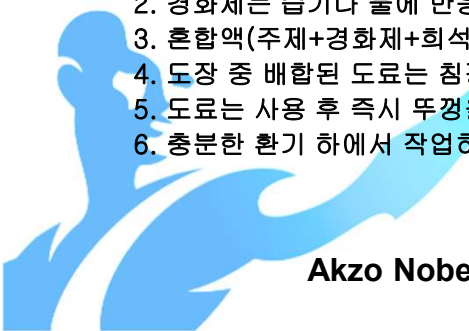 2. 경화제는 습기나 물에 반응
3. 혼합액(주제+경화제+희석
4. 도장 중 배합된 도료는 침
5. 도료는 사용 후 즉시 뚜껑
6. 충분한 환기 하에서 작업하
Akzo Nobe